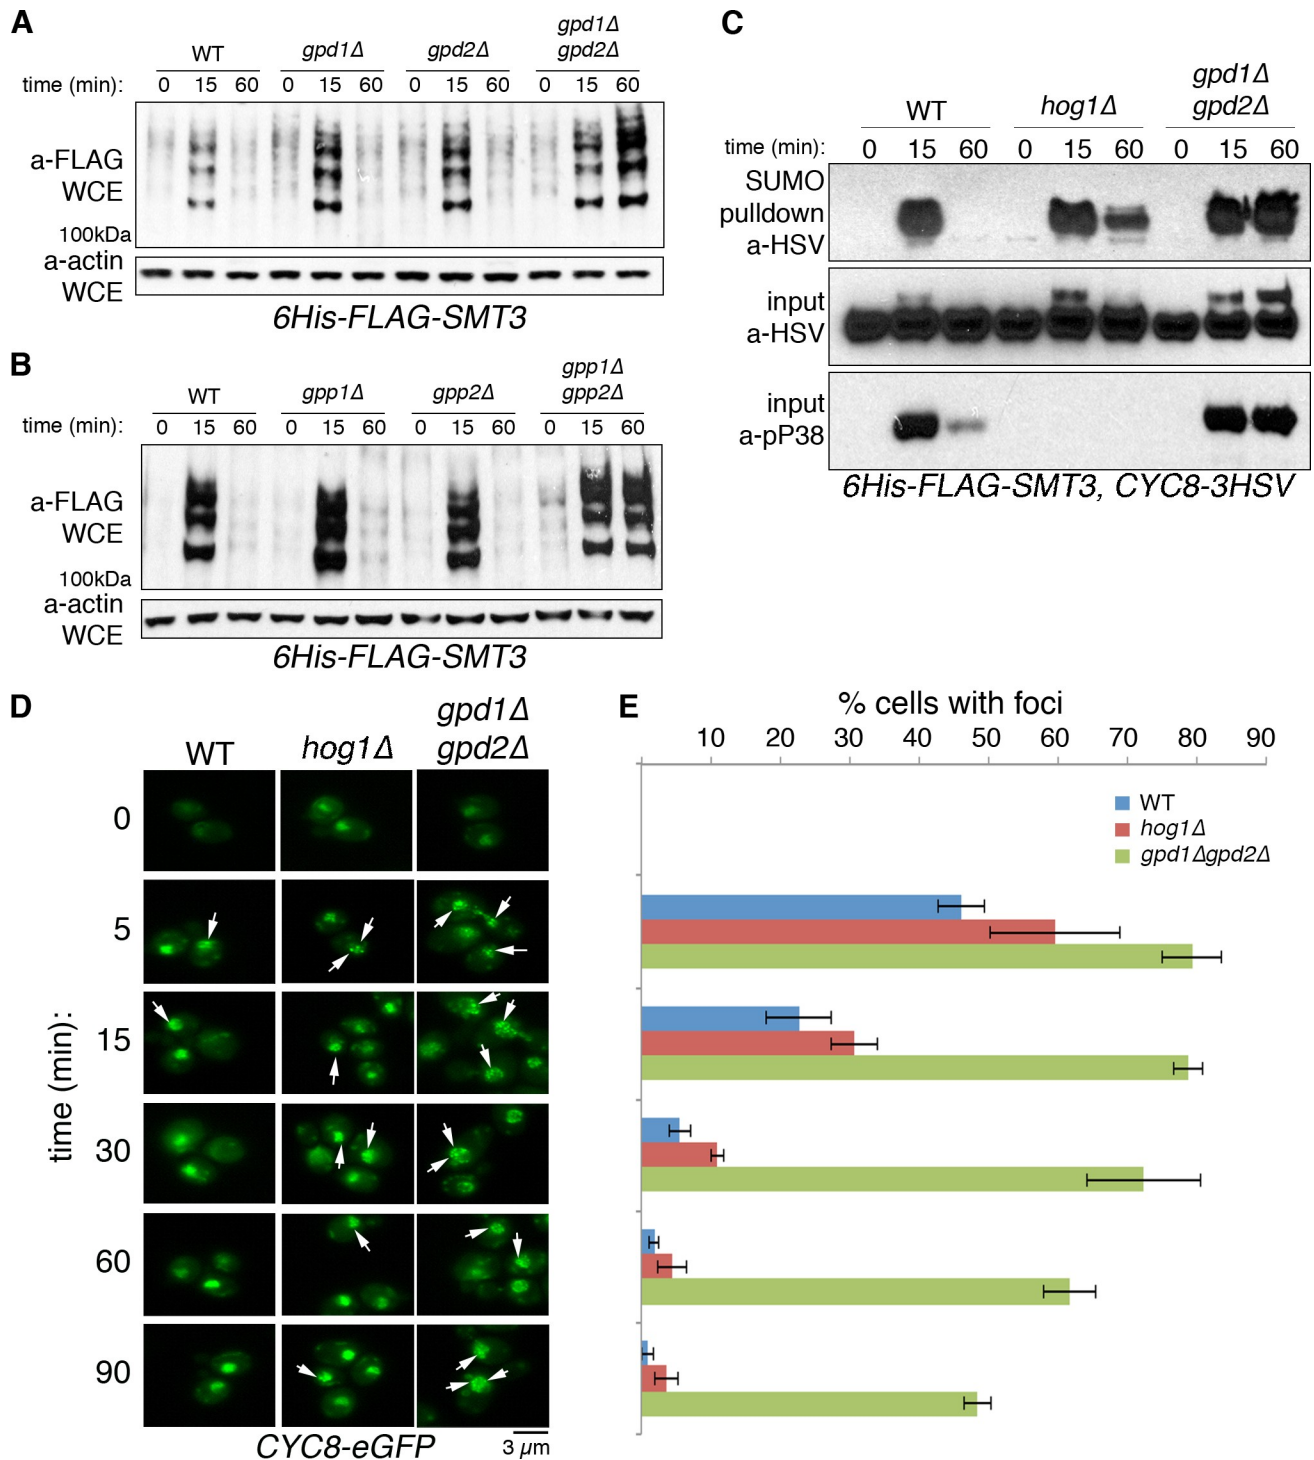 A
gpd1Δ
WT gpd1Δ gpd2Δ gpd2Δ
time (min): 0 15 60 0 15 60 0 15 60 0 15 60
a-FLAG
WCE
100kDa
a-actin
WCE
6His-FLAG-SMT3
B
gpp1Δ
WT gpp1Δ gpp2Δ gpp2Δ
time (min): 0 15 60 0 15 60 0 15 60 0 15 60
a-FLAG
WCE
100kDa
a-actin
WCE
6His-FLAG-SMT3
C
gpd1Δ
WT hog1Δ gpd2Δ
time (min): 0 15 60 0 15 60 0 15 60
SUMO
pulldown
a-HSV
input
a-HSV
input
a-pP38
6His-FLAG-SMT3, CYC8-3HSV
D
gpd1Δ
WT hog1Δ gpd2Δ
time (min):
0
5
15
30
60
90
CYC8-eGFP
3 µm
E
% cells with foci
10 20 30 40 50 60 70 80 90
WT
hog1Δ
gpd1Δgpd2Δ